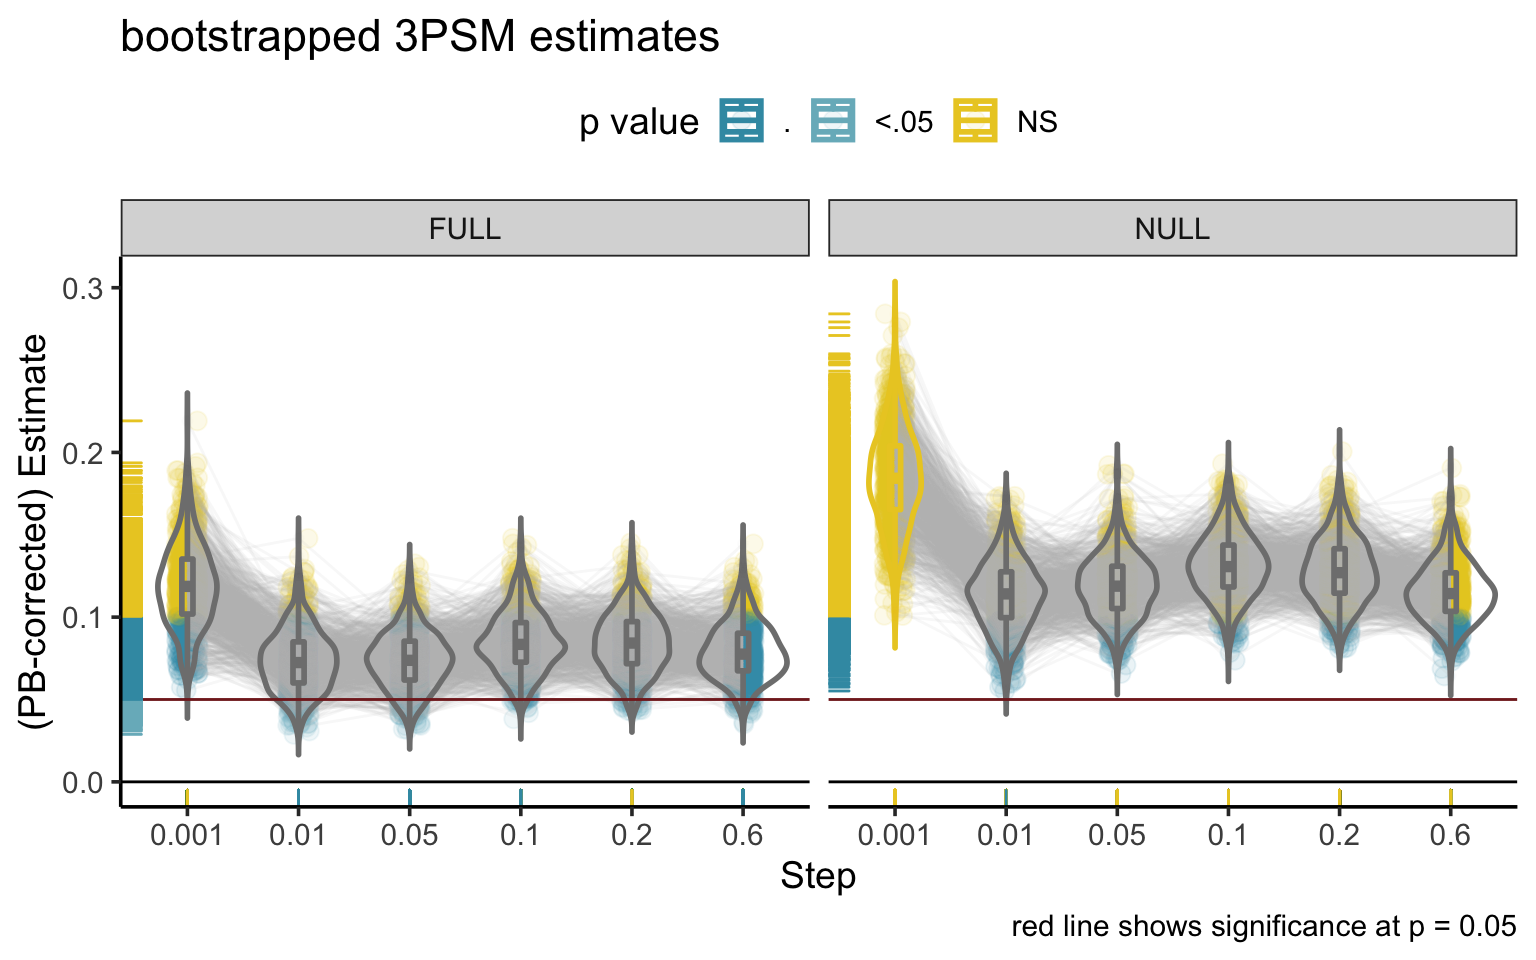 bootstrapped 3PSM estimates
p value . <.05 NS
FULL NULL
(PB-corrected) Estimate
0.3
0.2
0.1
0.0
0.001 0.01 0.05 0.1 0.2 0.6 0.001 0.01 0.05 0.1 0.2 0.6
Step
red line shows significance at p = 0.05